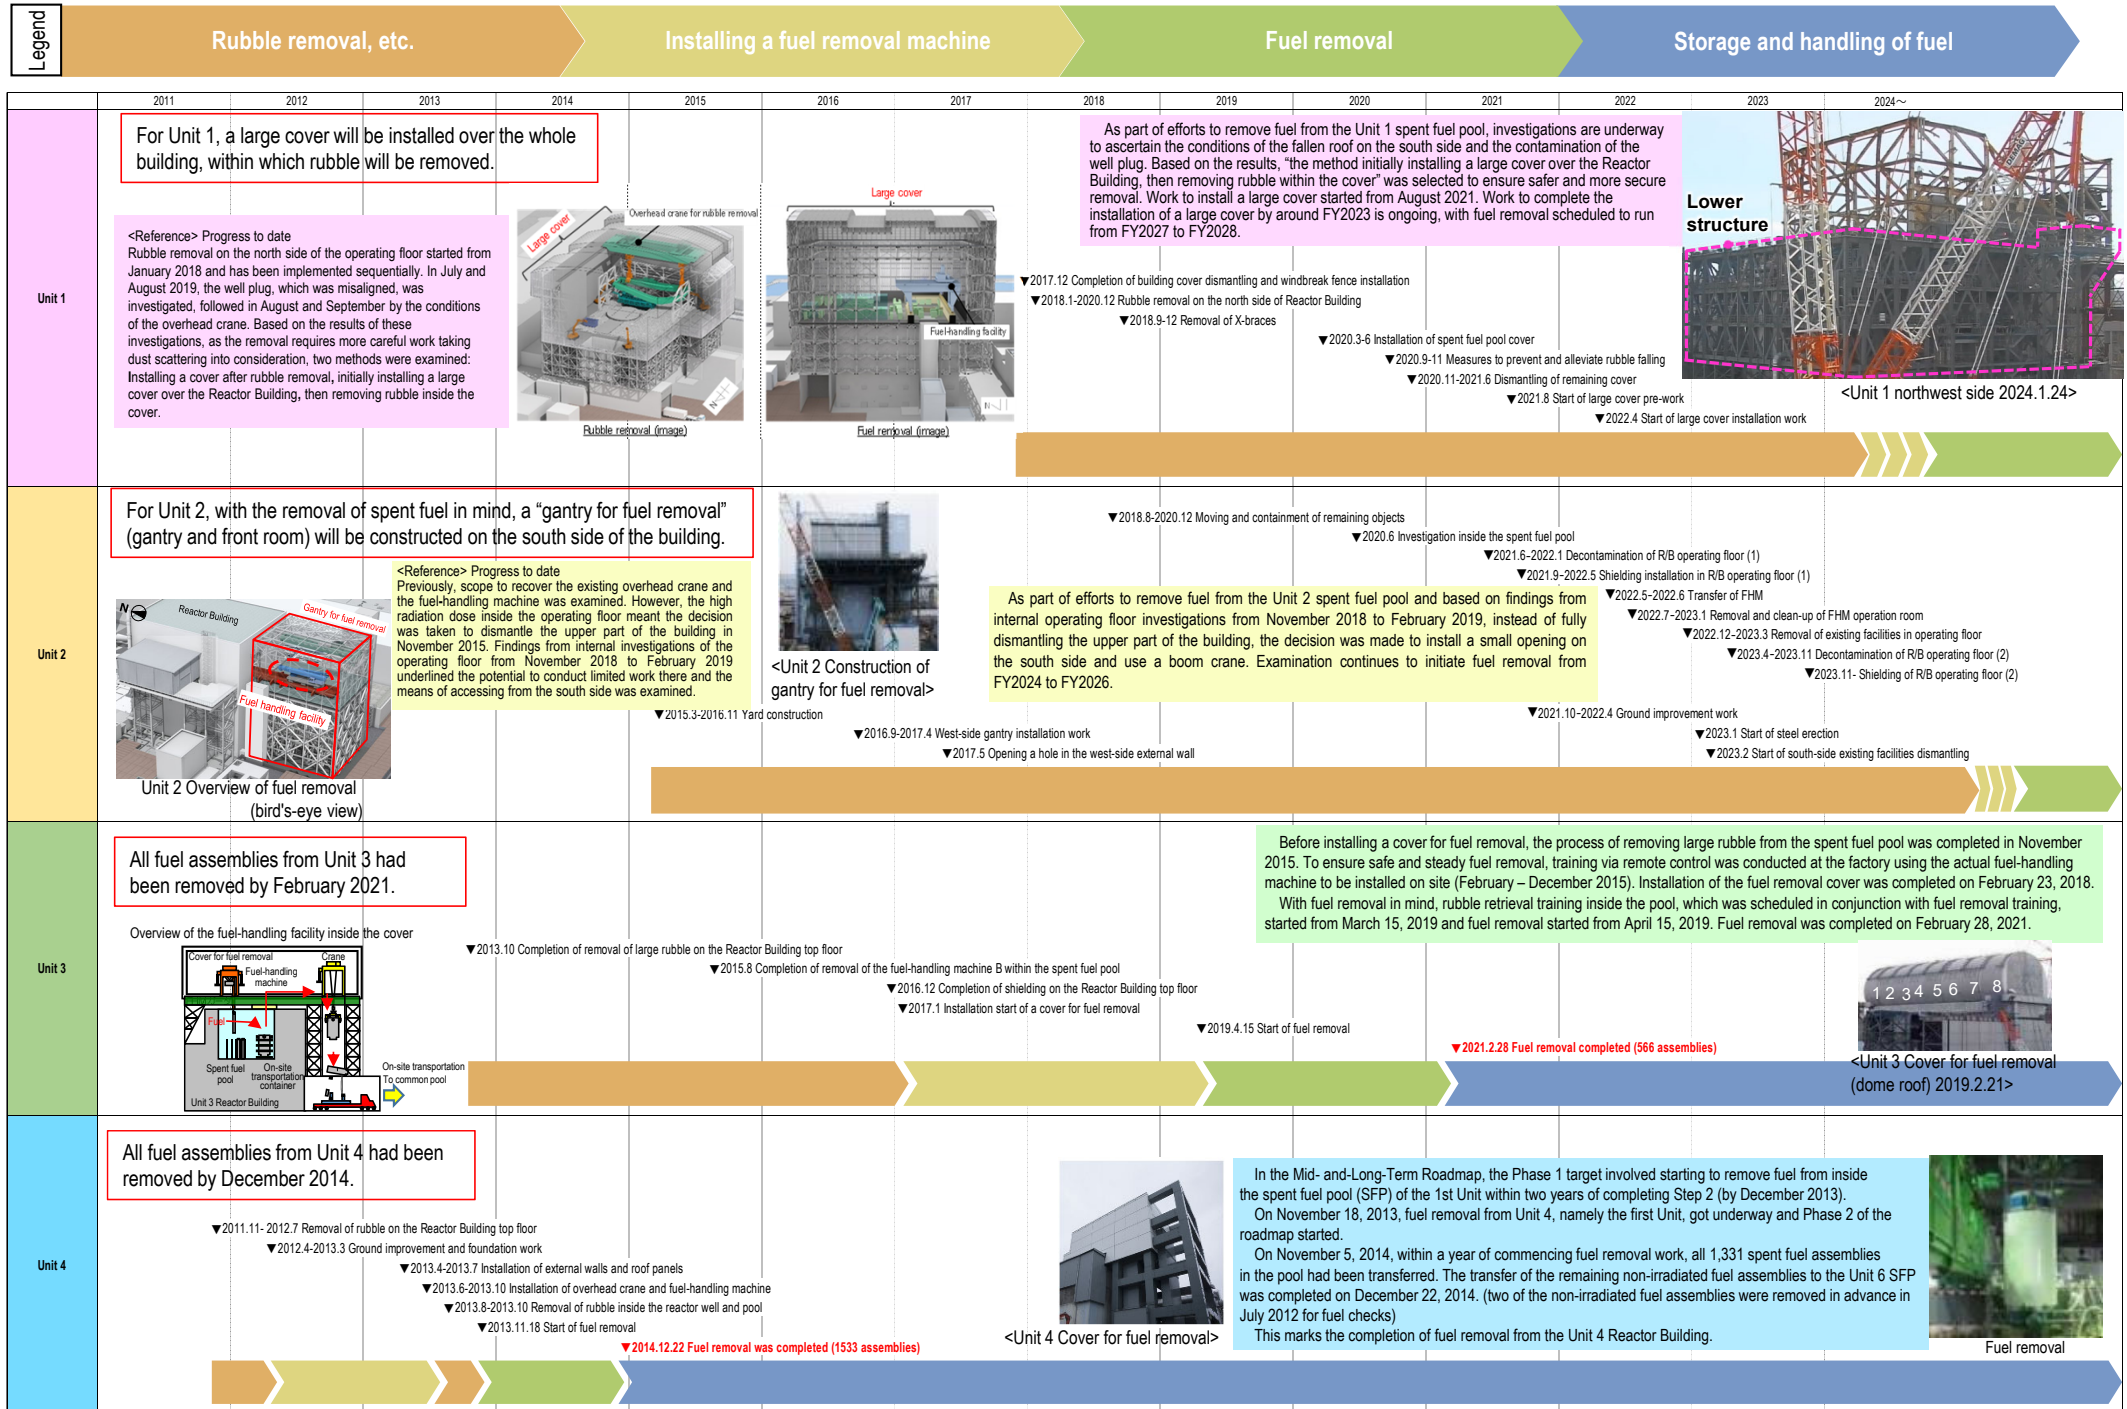 Legend
Rubble removal, etc.
Installing a fuel removal machine
Fuel removal
Storage and handling of fuel
2011
2012
2013
2014
2015
2016
2017
2018
2019
2020
2021
2022
2023
2024～
Unit 1
For Unit 1, a large cover will be installed over the whole
building, within which rubble will be removed.
<Reference> Progress to date
Rubble removal on the north side of the operating floor started from
January 2018 and has been implemented sequentially. In July and
August 2019, the well plug, which was misaligned, was
investigated, followed in August and September by the conditions
of the overhead crane. Based on the results of these
investigations, as the removal requires more careful work taking
dust scattering into consideration, two methods were examined:
Installing a cover after rubble removal, initially installing a large
cover over the Reactor Building, then removing rubble inside the
cover.
Large cover
Overhead crane for rubble removal
N
Rubble removal (image)
Large cover
Fuel-handling facility
N
Fuel removal (image)
As part of efforts to remove fuel from the Unit 1 spent fuel pool, investigations are underway
to ascertain the conditions of the fallen roof on the south side and the contamination of the
well plug. Based on the results, “the method initially installing a large cover over the Reactor
Building, then removing rubble within the cover” was selected to ensure safer and more secure
removal. Work to install a large cover started from August 2021. Work to complete the
installation of a large cover by around FY2023 is ongoing, with fuel removal scheduled to run
from FY2027 to FY2028.
▼2017.12 Completion of building cover dismantling and windbreak fence installation
▼2018.1-2020.12 Rubble removal on the north side of Reactor Building
▼2018.9-12 Removal of X-braces
▼2020.3-6 Installation of spent fuel pool cover
▼2020.9-11 Measures to prevent and alleviate rubble falling
▼2020.11-2021.6 Dismantling of remaining cover
▼2021.8 Start of large cover pre-work
▼2022.4 Start of large cover installation work
Lower
structure
<Unit 1 northwest side 2024.1.24>
Unit 2
For Unit 2, with the removal of spent fuel in mind, a “gantry for fuel removal”
(gantry and front room) will be constructed on the south side of the building.
N
Reactor Building
Gantry for fuel removal
Fuel handling facility
Unit 2 Overview of fuel removal
(bird's-eye view)
<Reference> Progress to date
Previously, scope to recover the existing overhead crane and
the fuel-handling machine was examined. However, the high
radiation dose inside the operating floor meant the decision
was taken to dismantle the upper part of the building in
November 2015. Findings from internal investigations of the
operating floor from November 2018 to February 2019
underlined the potential to conduct limited work there and the
means of accessing from the south side was examined.
<Unit 2 Construction of
gantry for fuel removal>
As part of efforts to remove fuel from the Unit 2 spent fuel pool and based on findings from
internal operating floor investigations from November 2018 to February 2019, instead of fully
dismantling the upper part of the building, the decision was made to install a small opening on
the south side and use a boom crane. Examination continues to initiate fuel removal from
FY2024 to FY2026.
▼2018.8-2020.12 Moving and containment of remaining objects
▼2020.6 Investigation inside the spent fuel pool
▼2021.6-2022.1 Decontamination of R/B operating floor (1)
▼2021.9-2022.5 Shielding installation in R/B operating floor (1)
▼2022.5-2022.6 Transfer of FHM
▼2022.7-2023.1 Removal and clean-up of FHM operation room
▼2022.12-2023.3 Removal of existing facilities in operating floor
▼2023.4-2023.11 Decontamination of R/B operating floor (2)
▼2023.11- Shielding of R/B operating floor (2)
▼2015.3-2016.11 Yard construction
▼2016.9-2017.4 West-side gantry installation work
▼2017.5 Opening a hole in the west-side external wall
▼2021.10-2022.4 Ground improvement work
▼2023.1 Start of steel erection
▼2023.2 Start of south-side existing facilities dismantling
Unit 3
All fuel assemblies from Unit 3 had
been removed by February 2021.
Overview of the fuel-handling facility inside the cover
Cover for fuel removal
Crane
Fuel-handling
machine
Fuel
Spent fuel
pool
On-site
transportation
container
Unit 3 Reactor Building
On-site transportation
To common pool
▼2013.10 Completion of removal of large rubble on the Reactor Building top floor
▼2015.8 Completion of removal of the fuel-handling machine B within the spent fuel pool
▼2016.12 Completion of shielding on the Reactor Building top floor
▼2017.1 Installation start of a cover for fuel removal
▼2019.4.15 Start of fuel removal
▼2021.2.28 Fuel removal completed (566 assemblies)
Before installing a cover for fuel removal, the process of removing large rubble from the spent fuel pool was completed in November
2015. To ensure safe and steady fuel removal, training via remote control was conducted at the factory using the actual fuel-handling
machine to be installed on site (February – December 2015). Installation of the fuel removal cover was completed on February 23, 2018.
With fuel removal in mind, rubble retrieval training inside the pool, which was scheduled in conjunction with fuel removal training,
started from March 15, 2019 and fuel removal started from April 15, 2019. Fuel removal was completed on February 28, 2021.
1 2 3 4 5 6 7 8
<Unit 3 Cover for fuel removal
(dome roof) 2019.2.21>
Unit 4
All fuel assemblies from Unit 4 had been
removed by December 2014.
▼2011.11- 2012.7 Removal of rubble on the Reactor Building top floor
▼2012.4-2013.3 Ground improvement and foundation work
▼2013.4-2013.7 Installation of external walls and roof panels
▼2013.6-2013.10 Installation of overhead crane and fuel-handling machine
▼2013.8-2013.10 Removal of rubble inside the reactor well and pool
▼2013.11.18 Start of fuel removal
▼2014.12.22 Fuel removal was completed (1533 assemblies)
<Unit 4 Cover for fuel removal>
In the Mid- and-Long-Term Roadmap, the Phase 1 target involved starting to remove fuel from inside
the spent fuel pool (SFP) of the 1st Unit within two years of completing Step 2 (by December 2013).
On November 18, 2013, fuel removal from Unit 4, namely the first Unit, got underway and Phase 2 of the
roadmap started.
On November 5, 2014, within a year of commencing fuel removal work, all 1,331 spent fuel assemblies
in the pool had been transferred. The transfer of the remaining non-irradiated fuel assemblies to the Unit 6 SFP
was completed on December 22, 2014. (two of the non-irradiated fuel assemblies were removed in advance in
July 2012 for fuel checks)
This marks the completion of fuel removal from the Unit 4 Reactor Building.
Fuel removal